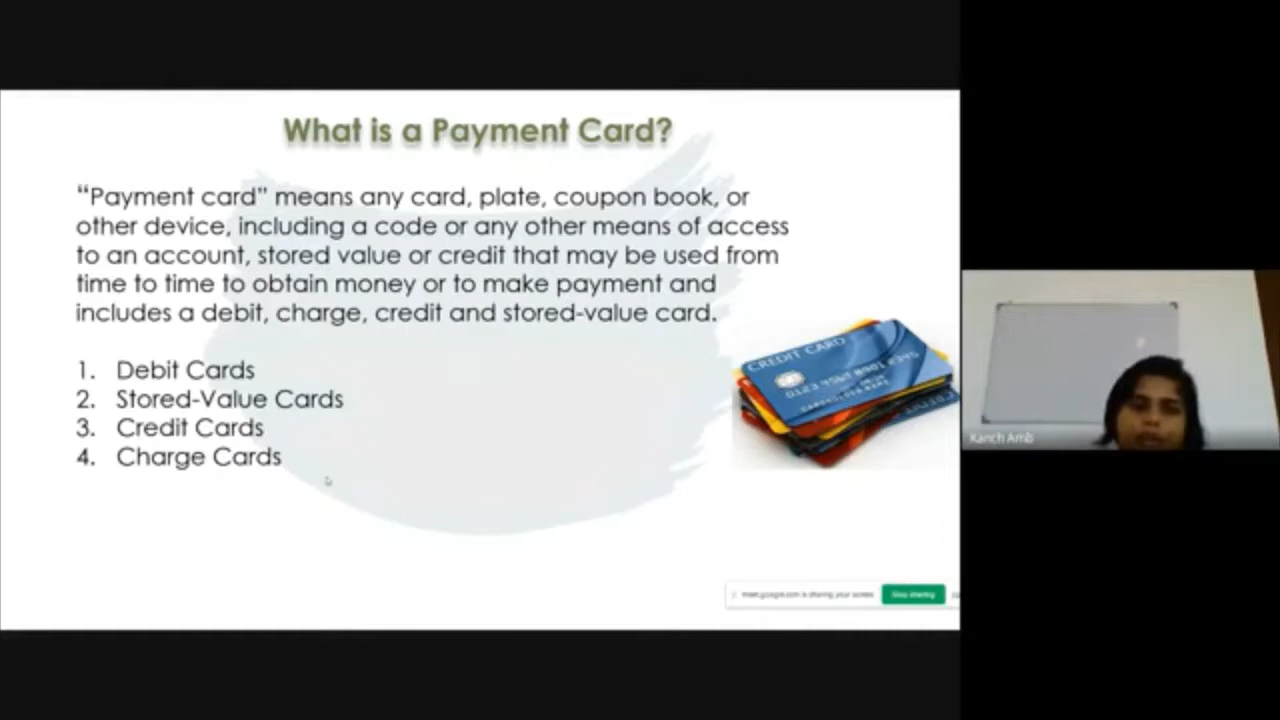 What is a Payment Card?
“Payment card” means any card, plate, coupon book, or
other device, including a code or any other means of access
to an account, stored value or credit that may be used from
time to time to obtain money or to make payment and
includes a debit, charge, credit and stored-value card.
1. Debit Cards
2. Stored-Value Cards
3. Credit Cards
4. Charge Cards
CREDIT CARD
Kanch Amb
meet.google.com is sharing your screen
Stop sharing